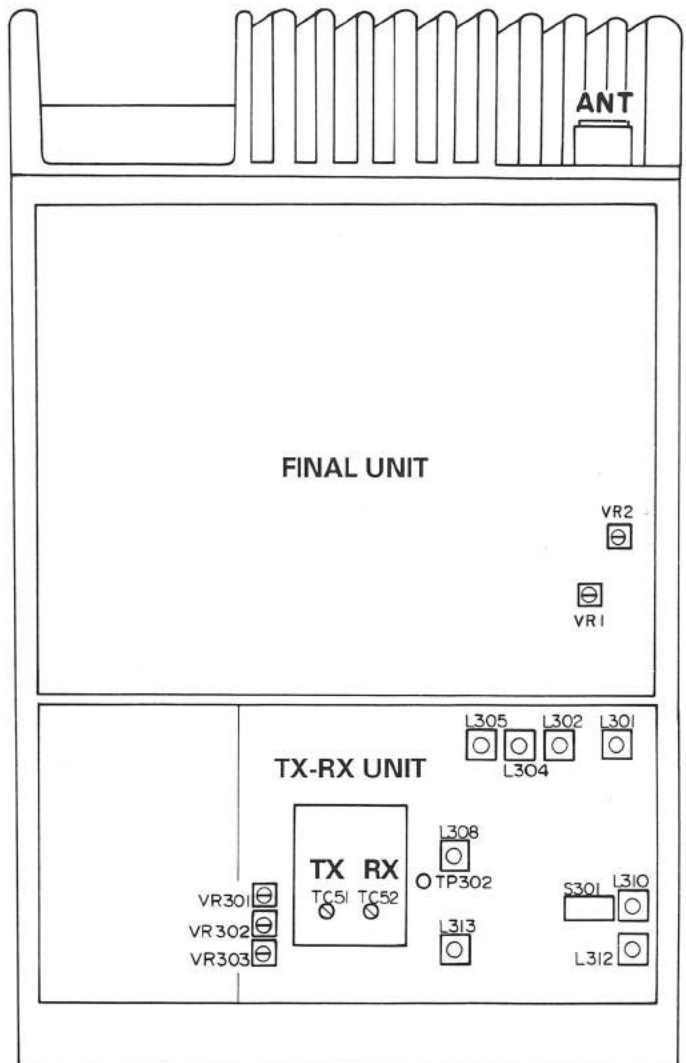 ANT
FINAL UNIT
VR2
VR1
L305
L302
L301
L304
TX-RX UNIT
L308
TX RX
TP302
TC51 TC52
VR301
VR302
VR303
L313
S301
L310
L312